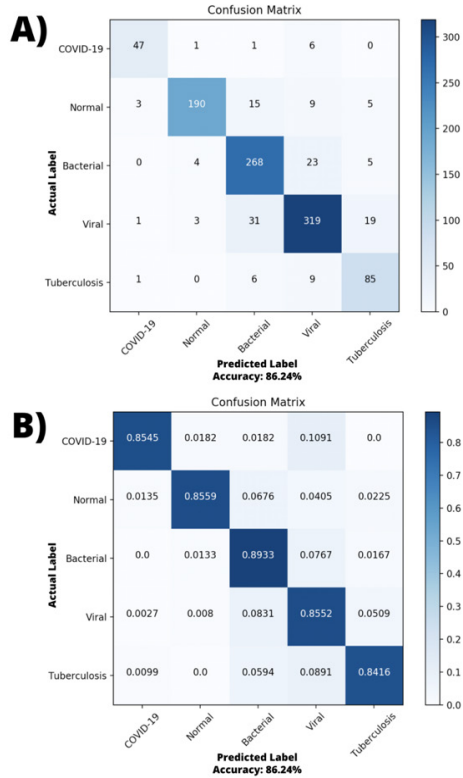 A)
Confusion Matrix
COVID-19 47 1 1 6 0
Normal 3 190 15 9 5
Bacterial 0 4 268 23 5
Viral 1 3 31 319 19
Tuberculosis 1 0 6 9 85
Actual Label
COVID-19 Normal Bacterial Viral Tuberculosis
Predicted Label
Accuracy: 86.24%
300
250
200
150
100
50
0
B)
Confusion Matrix
COVID-19 0.8545 0.0182 0.0182 0.1091 0.0
Normal 0.0135 0.8559 0.0676 0.0405 0.0225
Bacterial 0.0 0.0133 0.8933 0.0767 0.0167
Viral 0.0027 0.008 0.0831 0.8552 0.0509
Tuberculosis 0.0099 0.0 0.0594 0.0891 0.8416
Actual Label
COVID-19 Normal Bacterial Viral Tuberculosis
Predicted Label
Accuracy: 86.24%
0.8
0.7
0.6
0.5
0.4
0.3
0.2
0.1
0.0